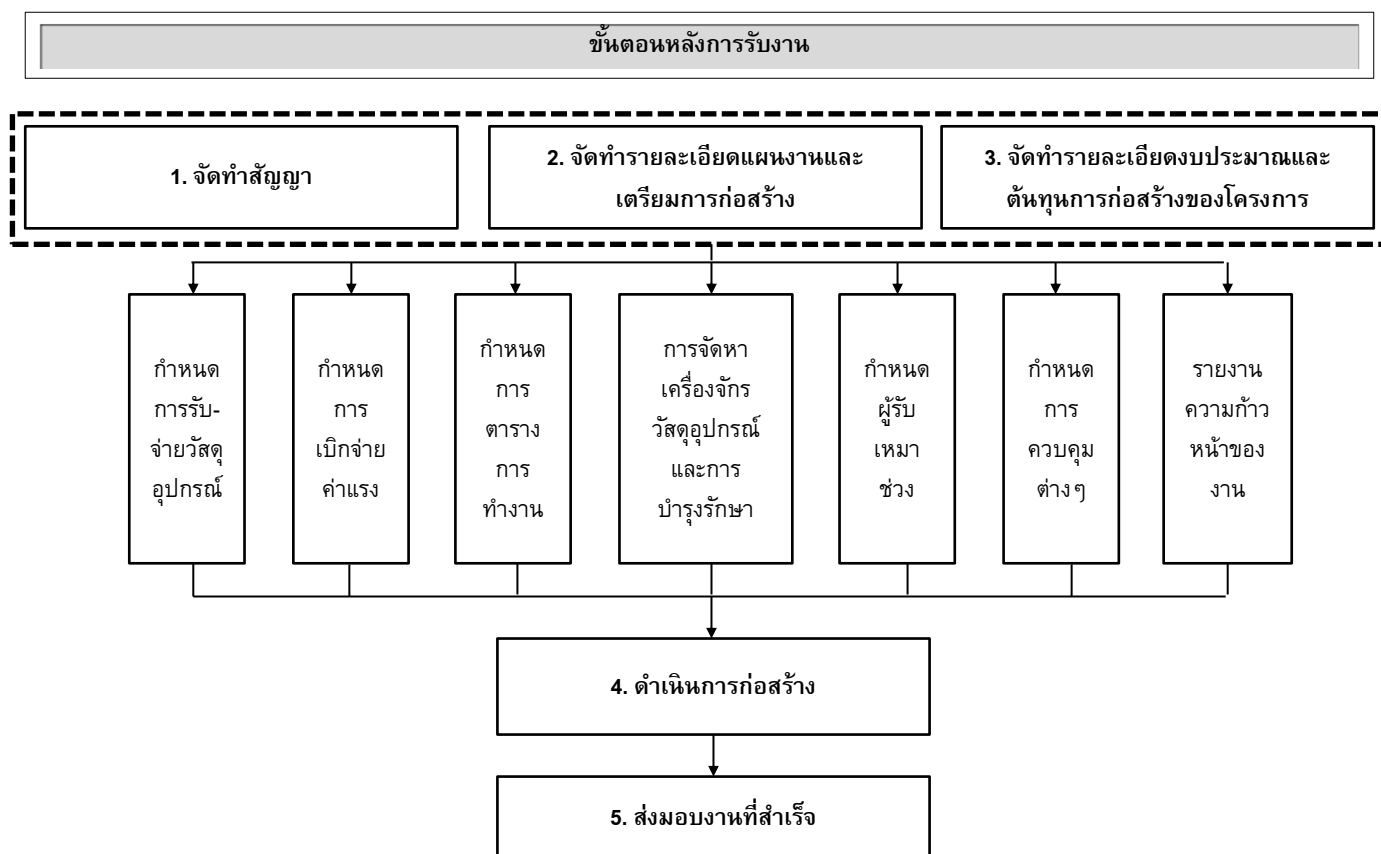 ขั้นตอนหลังการรับงาน
1. จัดทำสัญญา
2. จัดทำรายละเอียดแผนงานและ
เตรียมการก่อสร้าง
3. จัดทำรายละเอียดงบประมาณและ
ต้นทุนการก่อสร้างของโครงการ
กำหนด
การรับ-
จ่ายวัสดุ
อุปกรณ์
กำหนด
การ
เบิกจ่าย
ค่าแรง
กำหนด
การ
ตาราง
การ
ทำงาน
การจัดหา
เครื่องจักร
วัสดุอุปกรณ์
และการ
บำรุงรักษา
กำหนด
ผู้รับ
เหมา
ช่วง
กำหนด
การ
ควบคุม
ต่างๆ
รายงาน
ความก้าว
หน้าของ
งาน
4. ดำเนินการก่อสร้าง
5. ส่งมอบงานที่สำเร็จ